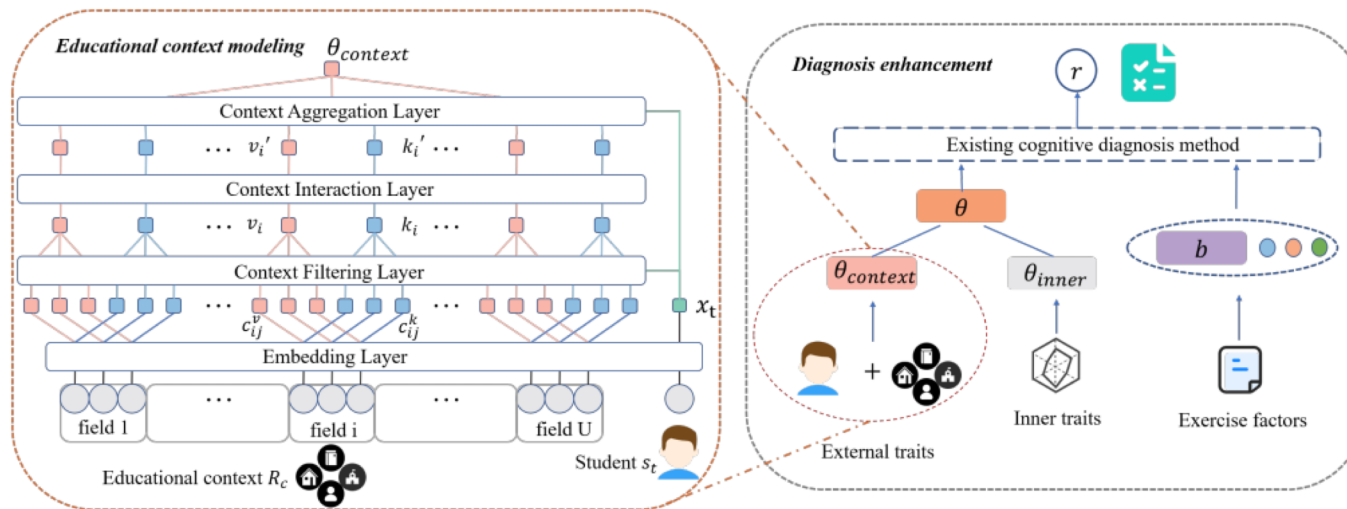 Educational context modeling
θ_context
Context Aggregation Layer
... v_i' k_i' ...
Context Interaction Layer
... v_i k_i ...
Context Filtering Layer
... ... x_t
c_ij^v c_ij^k
Embedding Layer
... ...
field 1 field i field U
Educational context R_c
Student s_t
Diagnosis enhancement
r
Existing cognitive diagnosis method
θ
b
θ_context θ_inner
+
Inner traits
Exercise factors
External traits